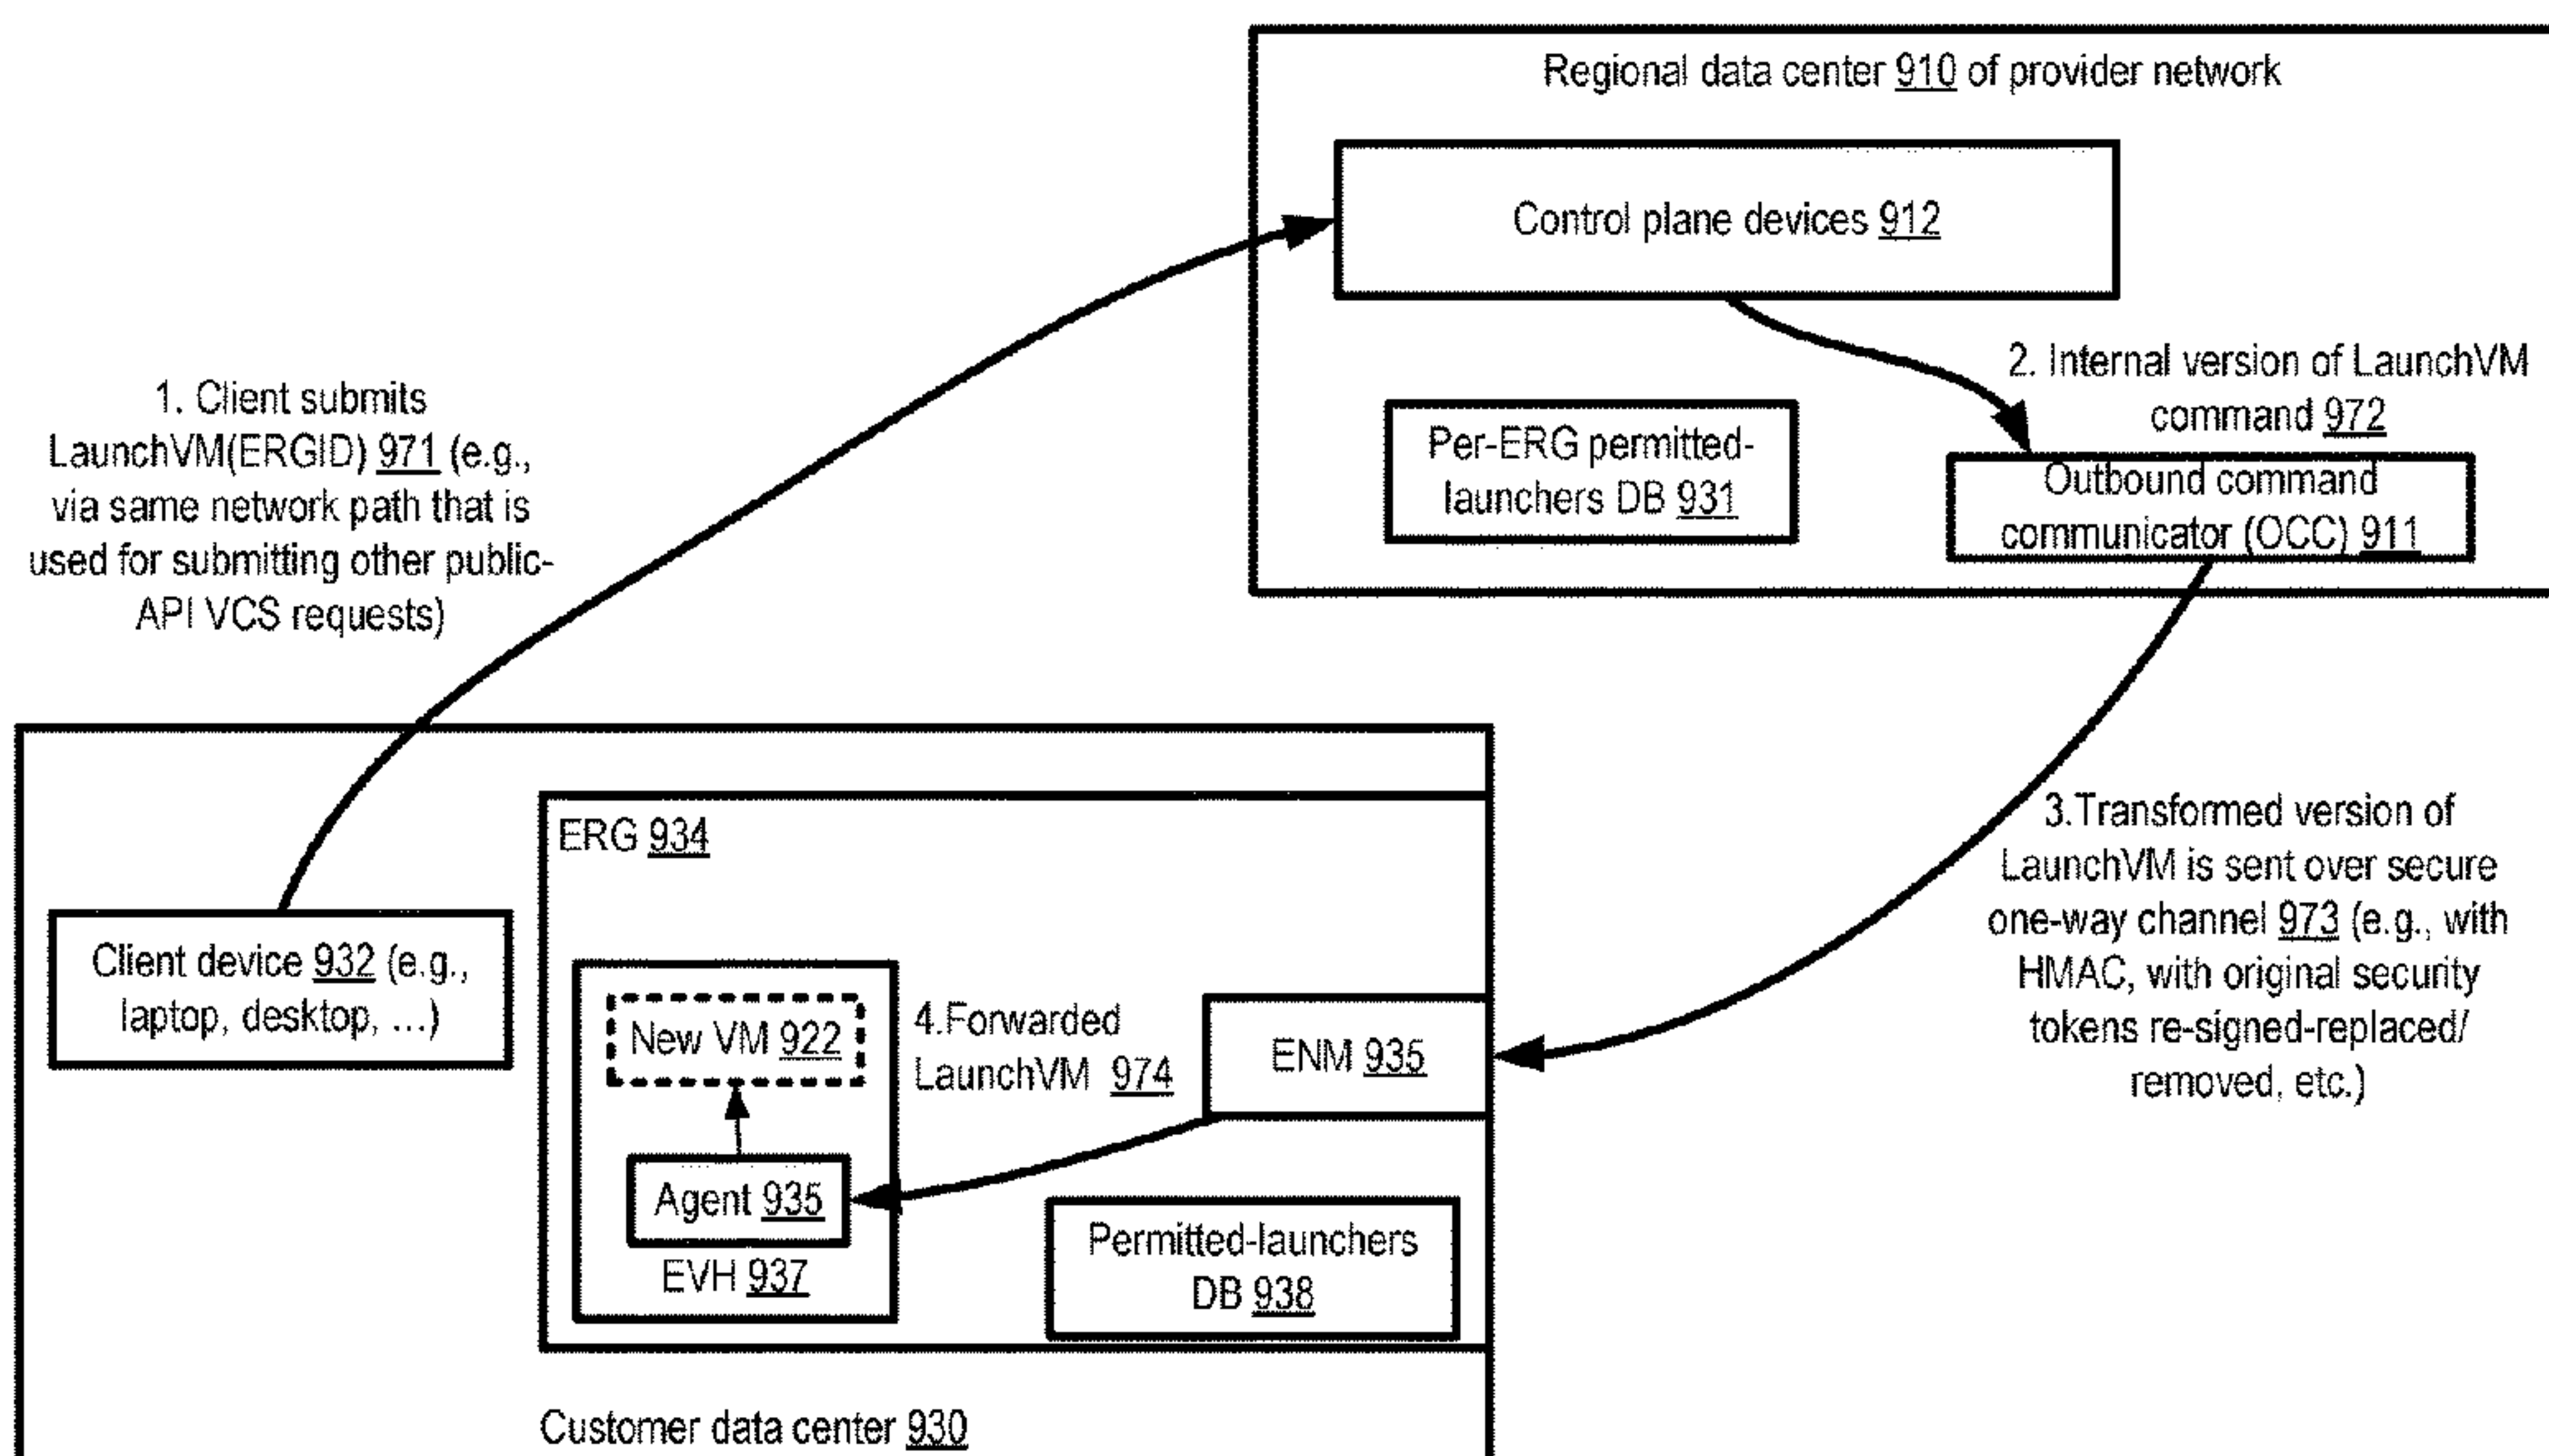 Regional data center 910 of provider network
Control plane devices 912
2. Internal version of LaunchVM
command 972
Per-ERG permitted-
launchers DB 931
Outbound command
communicator (OCC) 911
1. Client submits
LaunchVM(ERGID) 971 (e.g.,
via same network path that is
used for submitting other public-
API VCS requests)
3.Transformed version of
LaunchVM is sent over secure
one-way channel 973 (e.g., with
HMAC, with original security
tokens re-signed-replaced/
removed, etc.)
ERG 934
Client device 932 (e.g.,
laptop, desktop, ...)
New VM 922
4.Forwarded
LaunchVM 974
ENM 935
Agent 935
EVH 937
Permitted-launchers
DB 938
Customer data center 930